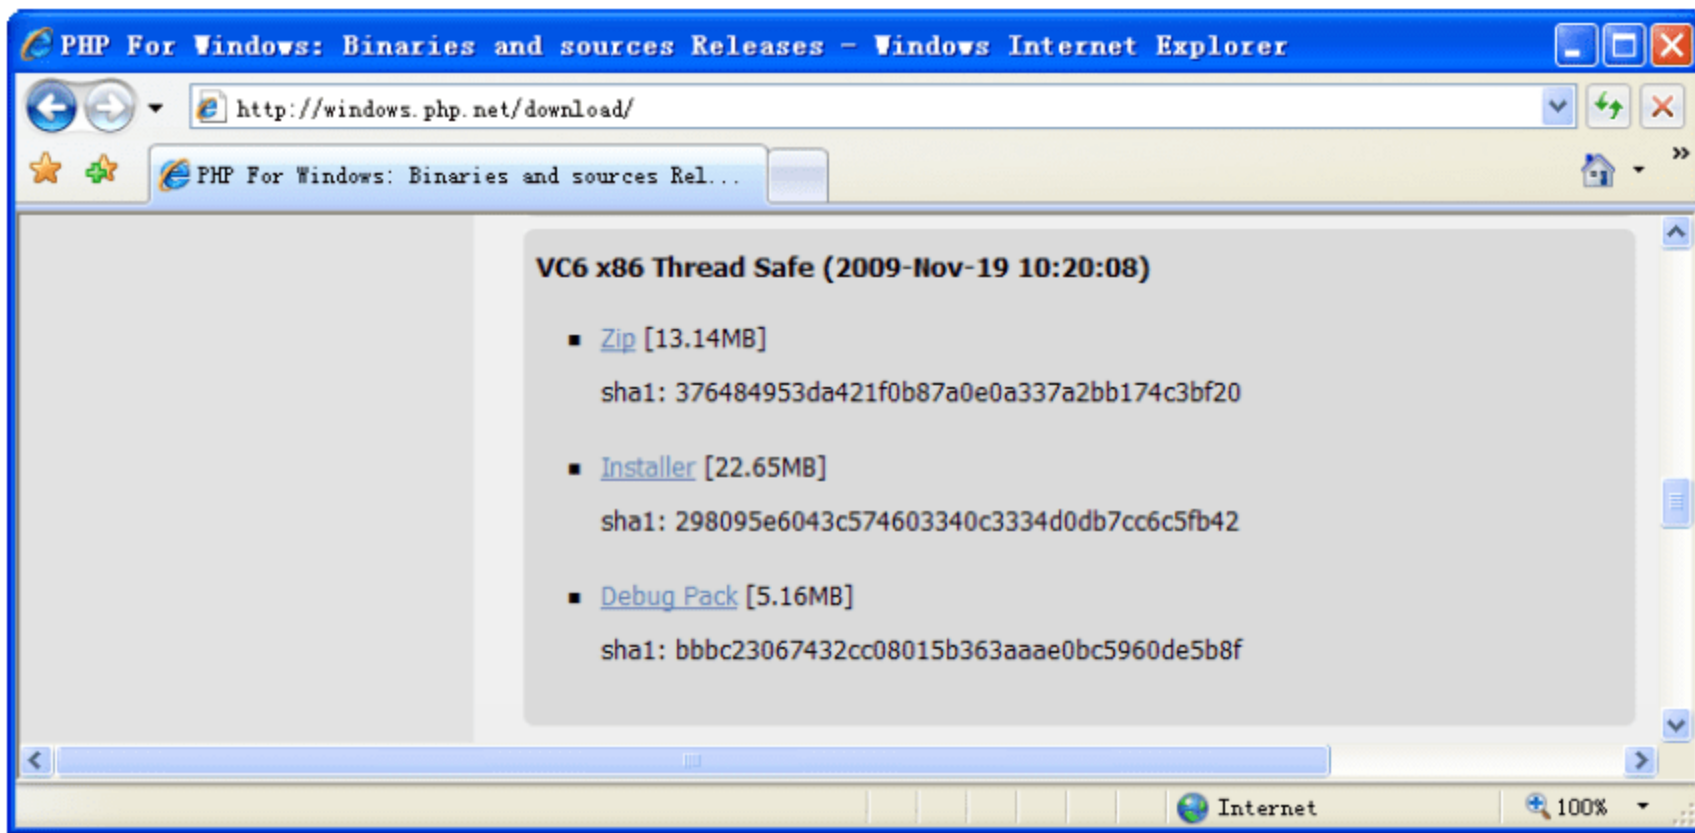 PHP For Windows: Binaries and sources Releases - Windows Internet Explorer
http://windows.php.net/download/
PHP For Windows: Binaries and sources Rel...
VC6 x86 Thread Safe (2009-Nov-19 10:20:08)
Zip [13.14MB]
sha1: 376484953da421f0b87a0e0a337a2bb174c3bf20
Installer [22.65MB]
sha1: 298095e6043c574603340c3334d0db7cc6c5fb42
Debug Pack [5.16MB]
sha1: bbbc23067432cc08015b363aaae0bc5960de5b8f
Internet
100%